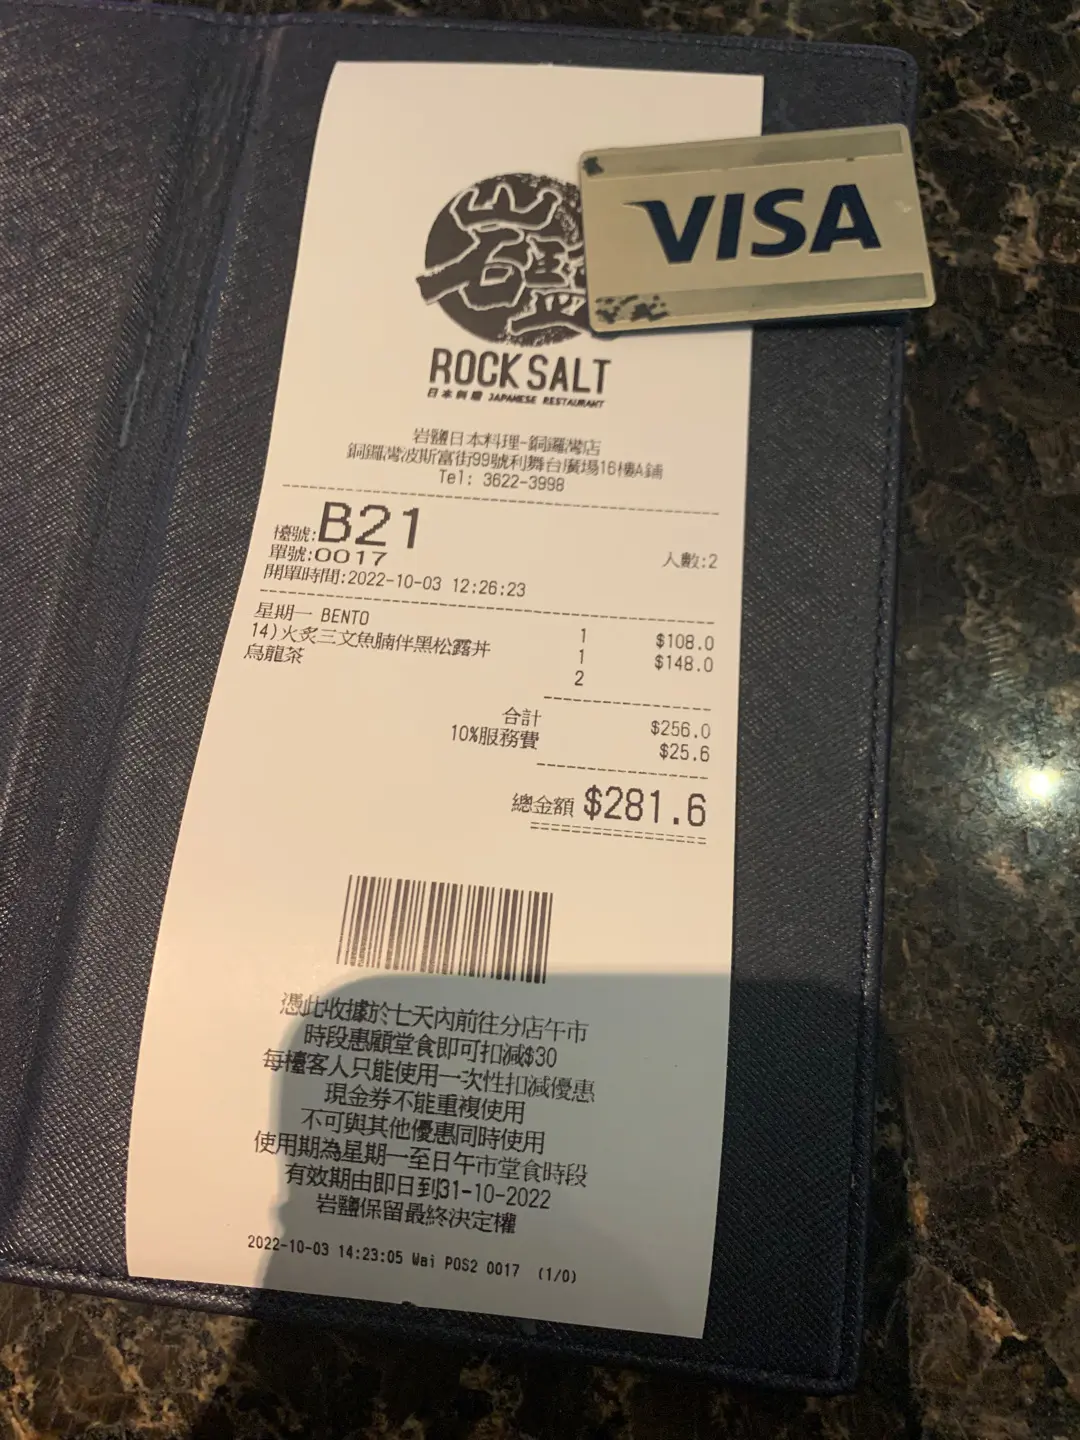 岩鹽
VISA
ROCK SALT
日本料理 JAPANESE RESTAURANT
岩鹽日本料理-銅鑼灣店
銅鑼灣波斯富街99號利舞台廣場16樓A鋪
Tel: 3622-3998
檯號:B21
單號:0017 人數:2
開單時間:2022-10-03 12:26:23
星期一 BENTO 1 $108.0
14)火炙三文魚腩伴黑松露丼 1 $148.0
烏龍茶 2
合計 $256.0
10%服務費 $25.6
總金額 $281.6
憑此收據於七天內前往分店午市
時段惠顧堂食即可扣減$30
每檯客人只能使用一次性扣減優惠
現金券不能重複使用
不可與其他優惠同時使用
使用期為星期一至日午市堂食時段
有效期由即日到31-10-2022
岩鹽保留最終決定權
2022-10-03 14:23:05 Wai POS2 0017 (1/0)